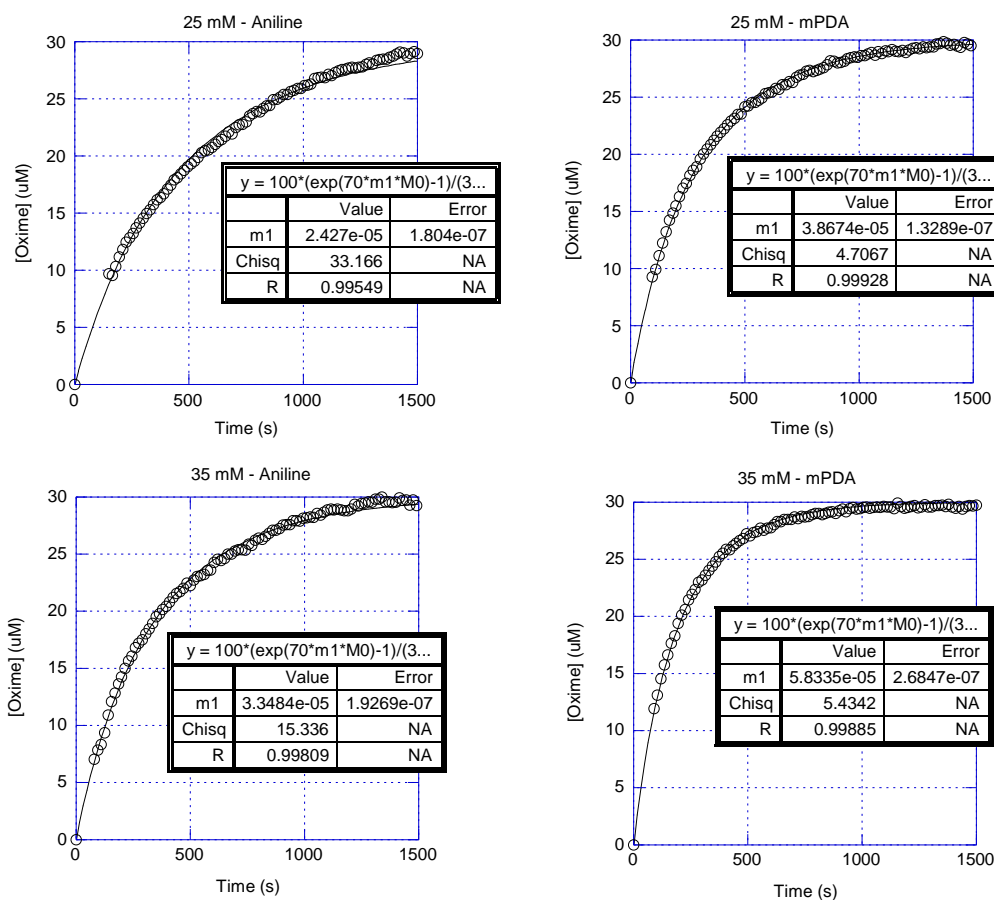 25 mM - Aniline
30
25
20
15
10
5
0
[Oxime] (uM)
y = 100*(exp(70*m1*M0)-1)/(3...
Value Error
m1 2.427e-05 1.804e-07
Chisq 33.166 NA
R 0.99549 NA
0 500 1000 1500
Time (s)
25 mM - mPDA
30
25
20
15
10
5
0
[Oxime] (uM)
y = 100*(exp(70*m1*M0)-1)/(3...
Value Error
m1 3.8674e-05 1.3289e-07
Chisq 4.7067 NA
R 0.99928 NA
0 500 1000 1500
Time (s)
35 mM - Aniline
30
25
20
15
10
5
0
[Oxime] (uM)
y = 100*(exp(70*m1*M0)-1)/(3...
Value Error
m1 3.3484e-05 1.9269e-07
Chisq 15.336 NA
R 0.99809 NA
0 500 1000 1500
Time (s)
35 mM - mPDA
30
25
20
15
10
5
0
[Oxime] (uM)
y = 100*(exp(70*m1*M0)-1)/(3...
Value Error
m1 5.8335e-05 2.6847e-07
Chisq 5.4342 NA
R 0.99885 NA
0 500 1000 1500
Time (s)